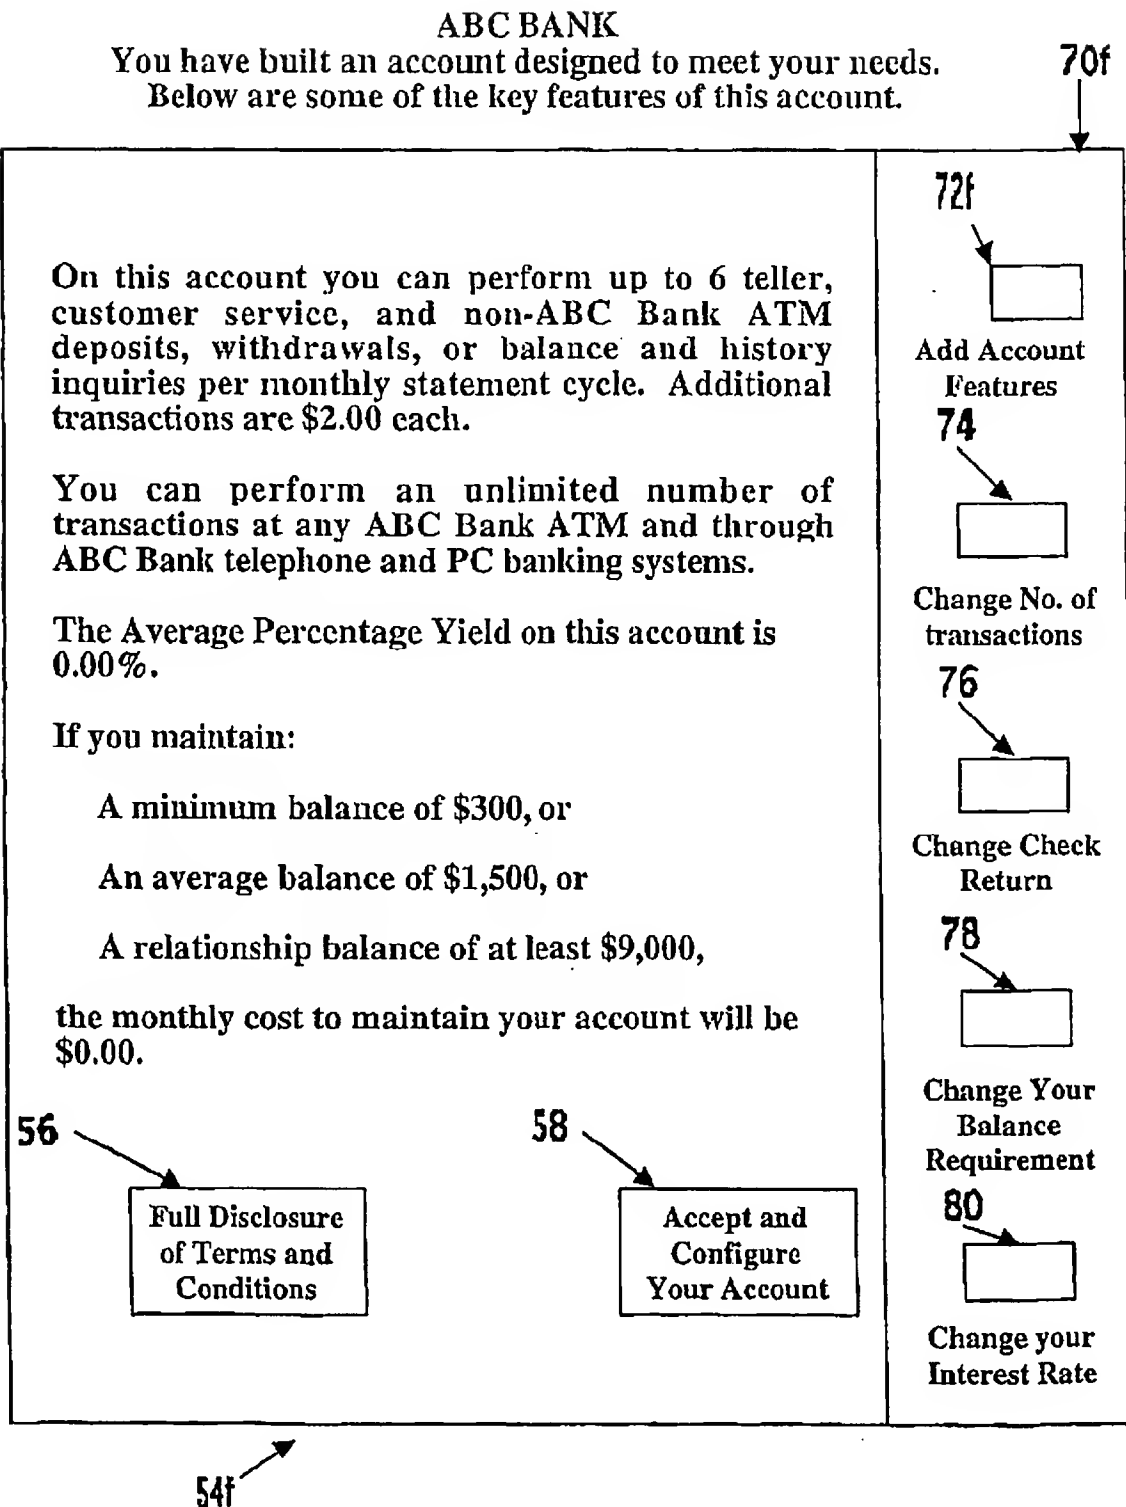 ABC BANK
You have built an account designed to meet your needs.
Below are some of the key features of this account.
70f
72f
On this account you can perform up to 6 teller,
customer service, and non-ABC Bank ATM
deposits, withdrawals, or balance and history
inquiries per monthly statement cycle. Additional
transactions are $2.00 each.
You can perform an unlimited number of
transactions at any ABC Bank ATM and through
ABC Bank telephone and PC banking systems.
The Average Percentage Yield on this account is
0.00%.
If you maintain:
A minimum balance of $300, or
An average balance of $1,500, or
A relationship balance of at least $9,000,
the monthly cost to maintain your account will be
$0.00.
56
Full Disclosure
of Terms and
Conditions
58
Accept and
Configure
Your Account
Add Account
Features
74
Change No. of
transactions
76
Change Check
Return
78
Change Your
Balance
Requirement
80
Change your
Interest Rate
54f